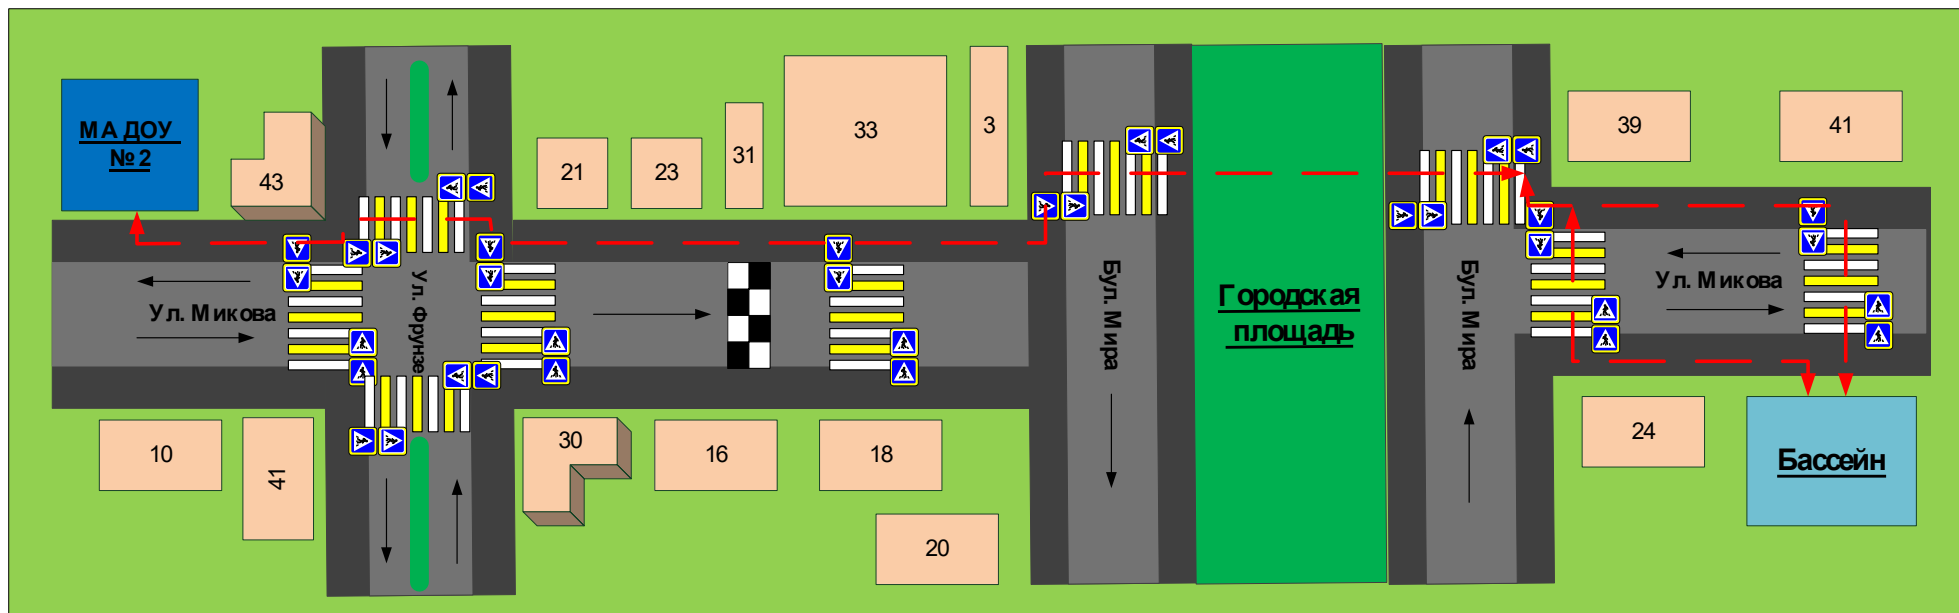 МА ДОУ
№ 2
43
21
23
31
33
3
39
41
Ул. Микова
Ул. Фрунзе
Бул. Мира
Городская
площадь
Бул. Мира
Ул. Микова
10
41
30
16
18
20
24
Бассейн